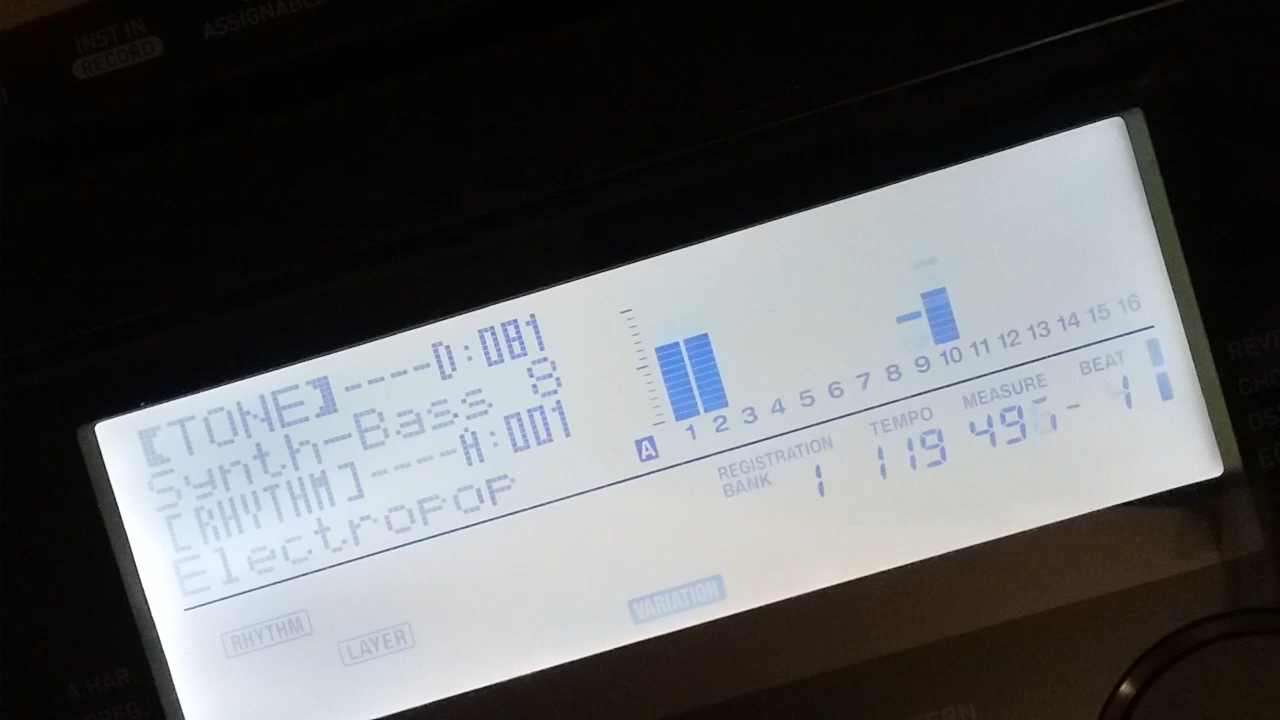 INST IN
RECORD
ASSIGNABLE
[TONE]----D:081
Synth-Bass 8
[RHYTHM]----A:001
ElectroPOP
A 1 2 3 4 5 6 7 8 9 10 11 12 13 14 15 16
REGISTRATION BANK 1
TEMPO 119
MEASURE
BEAT
RHYTHM
LAYER
VARIATION